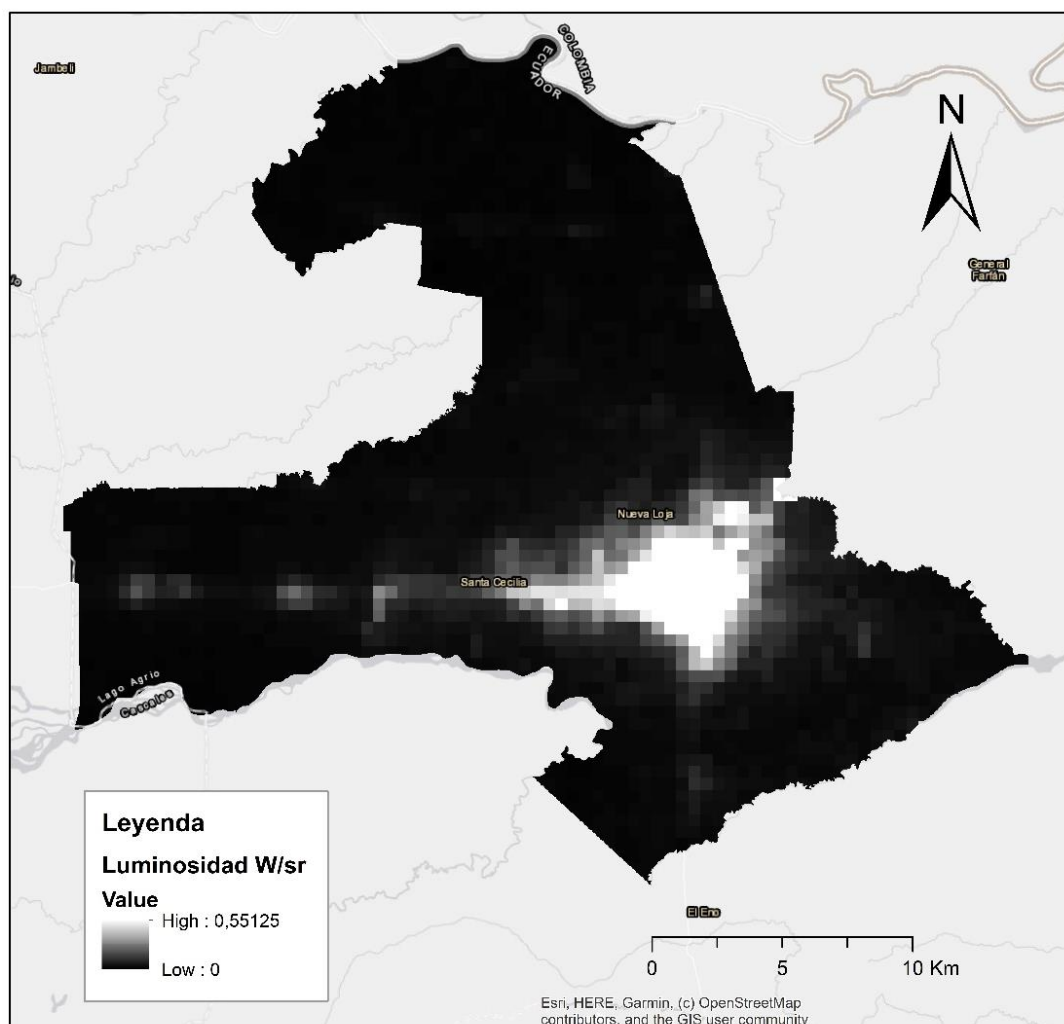 Jambelí
COLOMBIA
ECUADOR
N
General
Farfán
Nueva Loja
Santa Cecilia
Lago Agrio
Cascales
Leyenda
Luminosidad W/sr
Value
High : 0,55125
Low : 0
El Eno
0 5 10 Km
Esri, HERE, Garmin, (c) OpenStreetMap
contributors, and the GIS user community